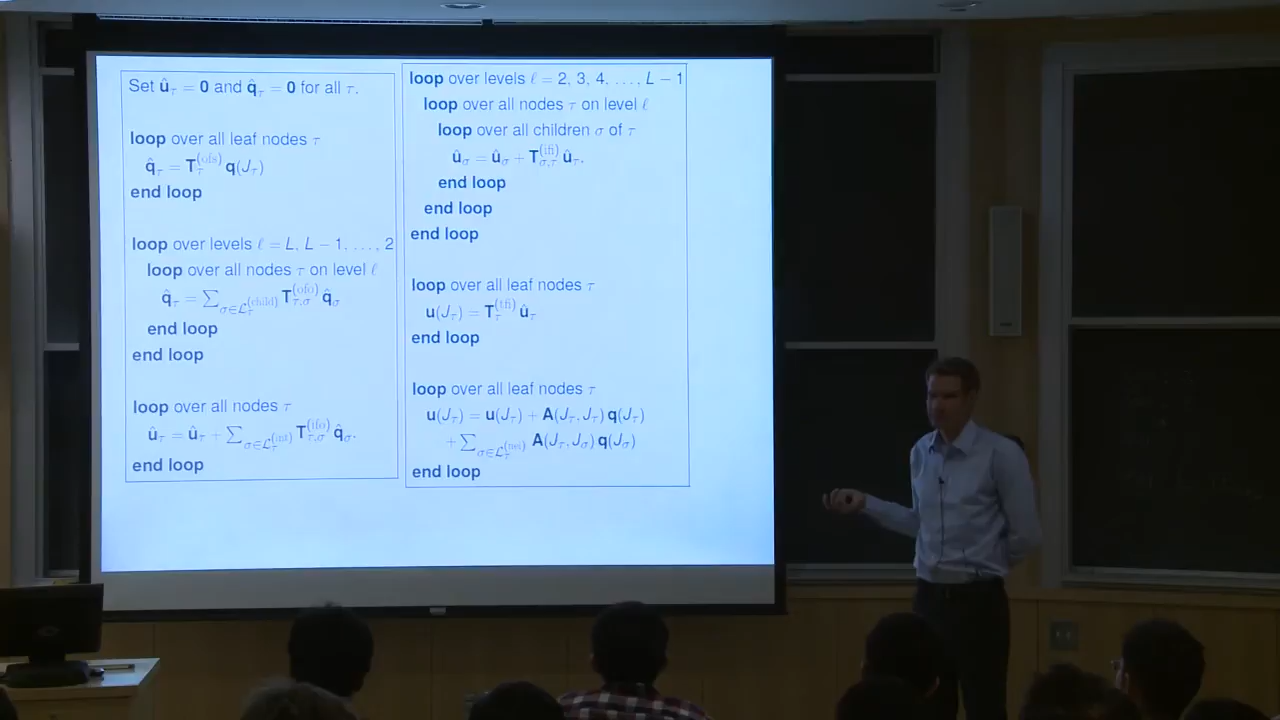 Set û_τ = 0 and q̂_τ = 0 for all τ.
loop over all leaf nodes τ
q̂_τ = T_τ^(ofs) q(J_τ)
end loop
loop over levels ℓ = L, L − 1, …, 2
loop over all nodes τ on level ℓ
q̂_τ = ∑_{σ∈𝓛_τ^(child)} T_{τ,σ}^(ofo) q̂_σ
end loop
end loop
loop over all nodes τ
û_τ = û_τ + ∑_{σ∈𝓛_τ^(int)} T_{τ,σ}^(ifo) q̂_σ.
end loop
loop over levels ℓ = 2, 3, 4, …, L − 1
loop over all nodes τ on level ℓ
loop over all children σ of τ
û_σ = û_σ + T_{σ,τ}^(ifi) û_τ.
end loop
end loop
end loop
loop over all leaf nodes τ
u(J_τ) = T_τ^(tfi) û_τ
end loop
loop over all leaf nodes τ
u(J_τ) = u(J_τ) + A(J_τ, J_τ) q(J_τ)
+ ∑_{σ∈𝓛_τ^(nei)} A(J_τ, J_σ) q(J_σ)
end loop